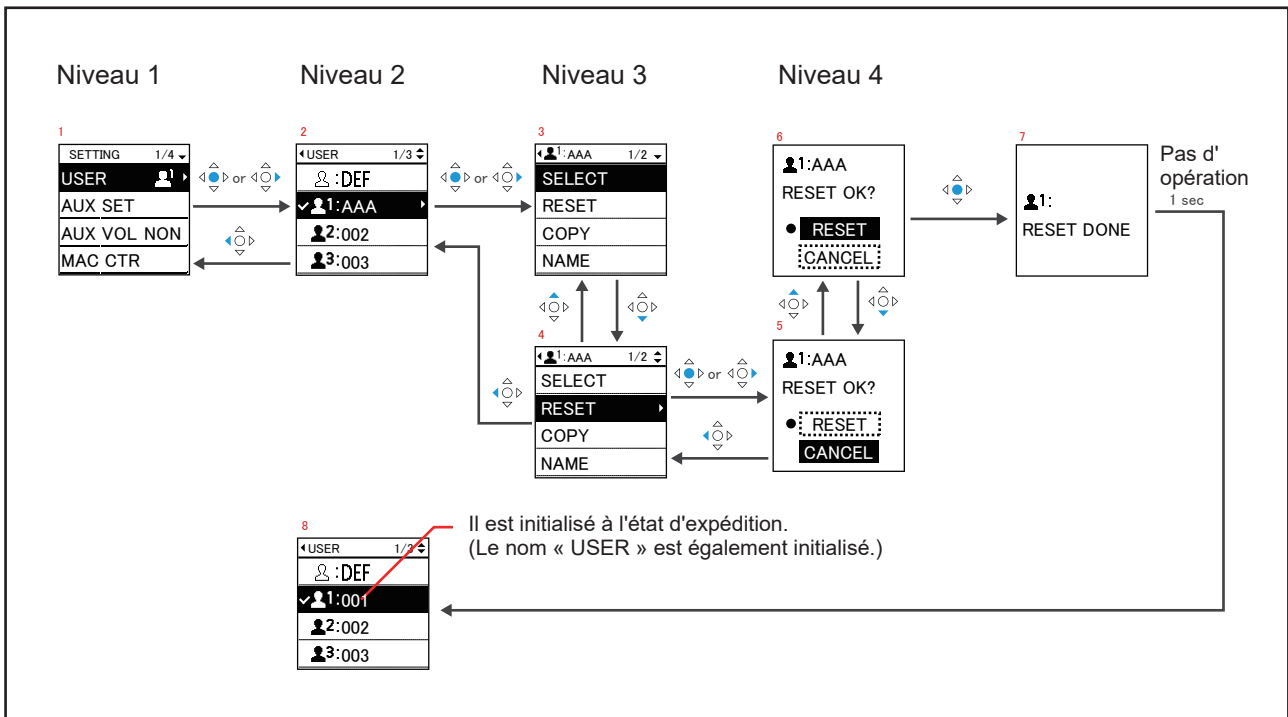 Niveau 1
Niveau 2
Niveau 3
Niveau 4
1
SETTING 1/4
USER 1
AUX SET
AUX VOL NON
MAC CTR
or
2
USER 1/3
:DEF
1:AAA
2:002
3:003
or
3
1:AAA 1/2
SELECT
RESET
COPY
NAME
4
1:AAA 1/2
SELECT
RESET
COPY
NAME
or
6
1:AAA
RESET OK?
RESET
CANCEL
5
1:AAA
RESET OK?
RESET
CANCEL
7
1:
RESET DONE
Pas d'
opération
1 sec
8
USER 1/3
:DEF
1:001
2:002
3:003
Il est initialisé à l'état d'expédition.
(Le nom « USER » est également initialisé.)